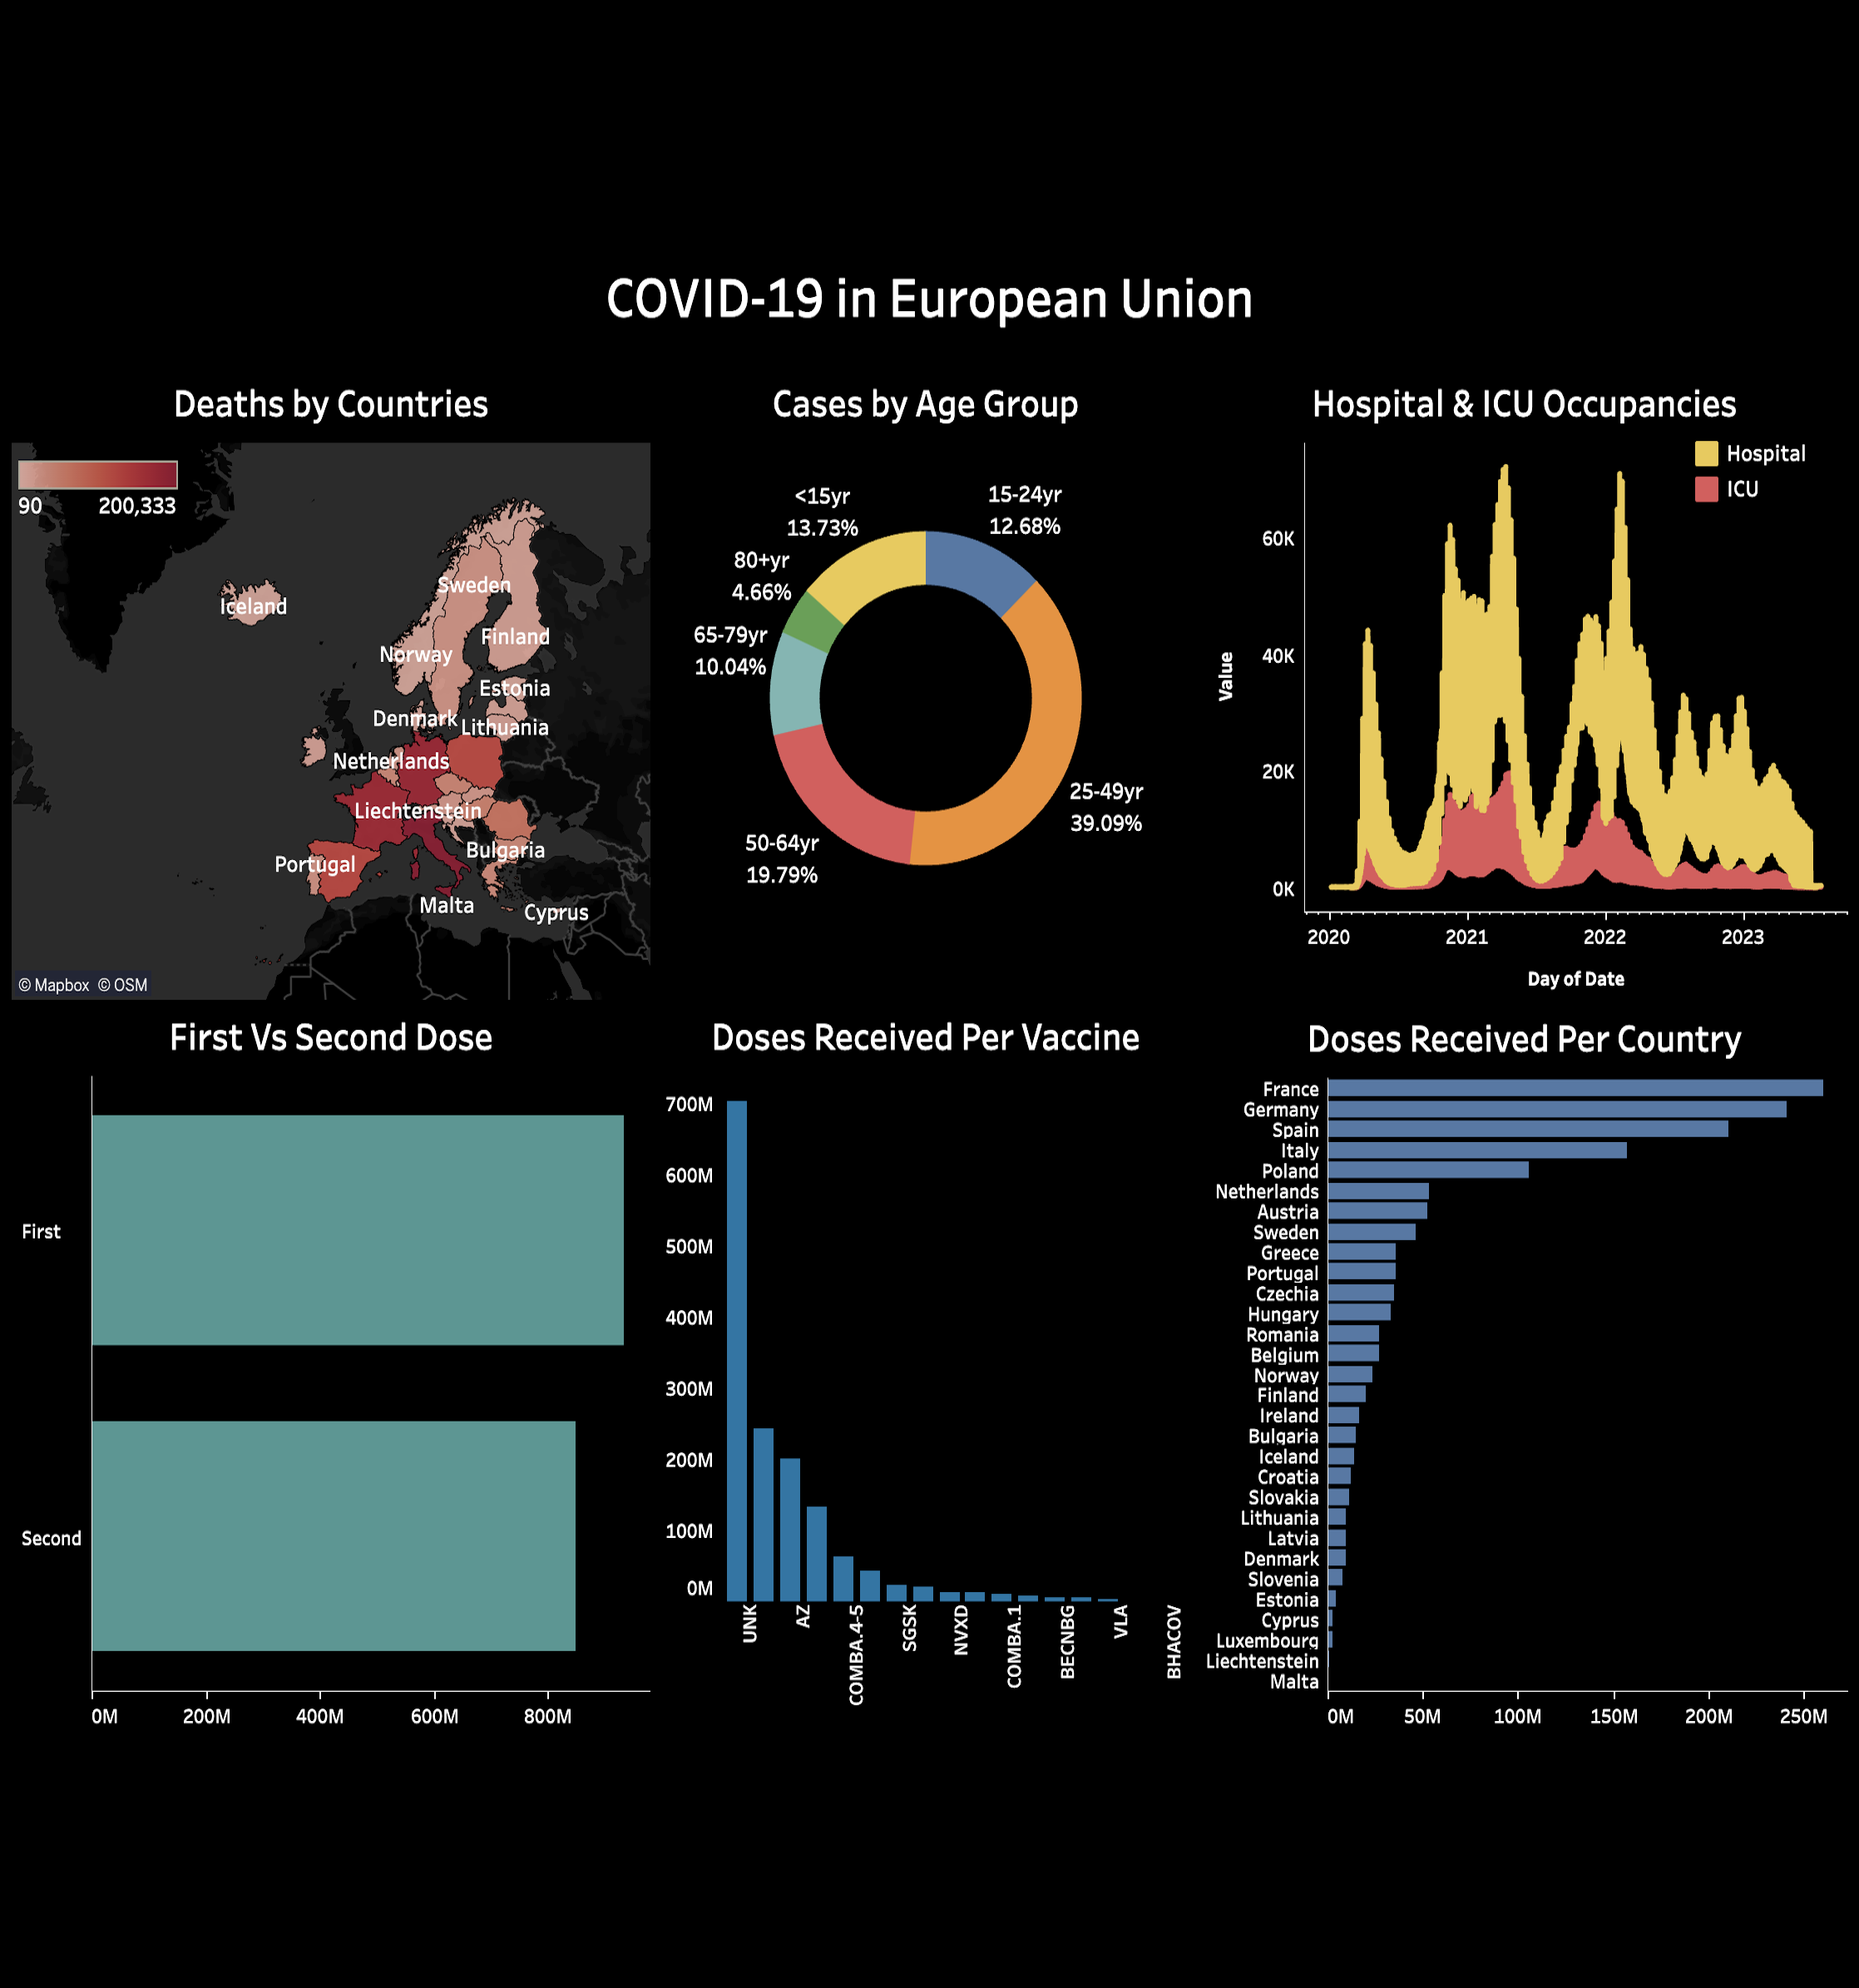 COVID-19 in European Union
Deaths by Countries
90 200,333
Iceland
Sweden
Finland
Norway
Estonia
Denmark
Lithuania
Netherlands
Liechtenstein
Bulgaria
Portugal
Malta
Cyprus
© Mapbox © OSM
Cases by Age Group
<15yr
13.73%
15-24yr
12.68%
80+yr
4.66%
65-79yr
10.04%
25-49yr
39.09%
50-64yr
19.79%
Hospital & ICU Occupancies
Hospital
ICU
Value
60K
40K
20K
0K
2020 2021 2022 2023
Day of Date
First Vs Second Dose
First
Second
0M 200M 400M 600M 800M
Doses Received Per Vaccine
700M
600M
500M
400M
300M
200M
100M
0M
UNK
AZ
COMBA.4-5
SGSK
NVXD
COMBA.1
BECNBG
VLA
BHACOV
Doses Received Per Country
France
Germany
Spain
Italy
Poland
Netherlands
Austria
Sweden
Greece
Portugal
Czechia
Hungary
Romania
Belgium
Norway
Finland
Ireland
Bulgaria
Iceland
Croatia
Slovakia
Lithuania
Latvia
Denmark
Slovenia
Estonia
Cyprus
Luxembourg
Liechtenstein
Malta
0M 50M 100M 150M 200M 250M